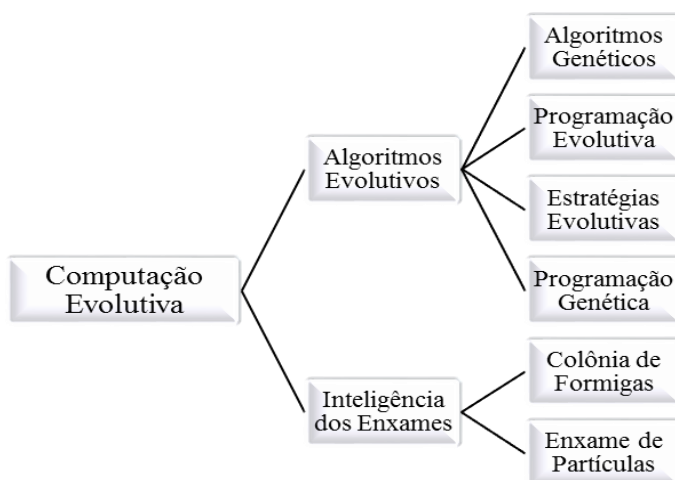 Computação
Evolutiva
Algoritmos
Evolutivos
Algoritmos
Genéticos
Programação
Evolutiva
Estratégias
Evolutivas
Programação
Genética
Inteligência
dos Enxames
Colônia de
Formigas
Enxame de
Partículas